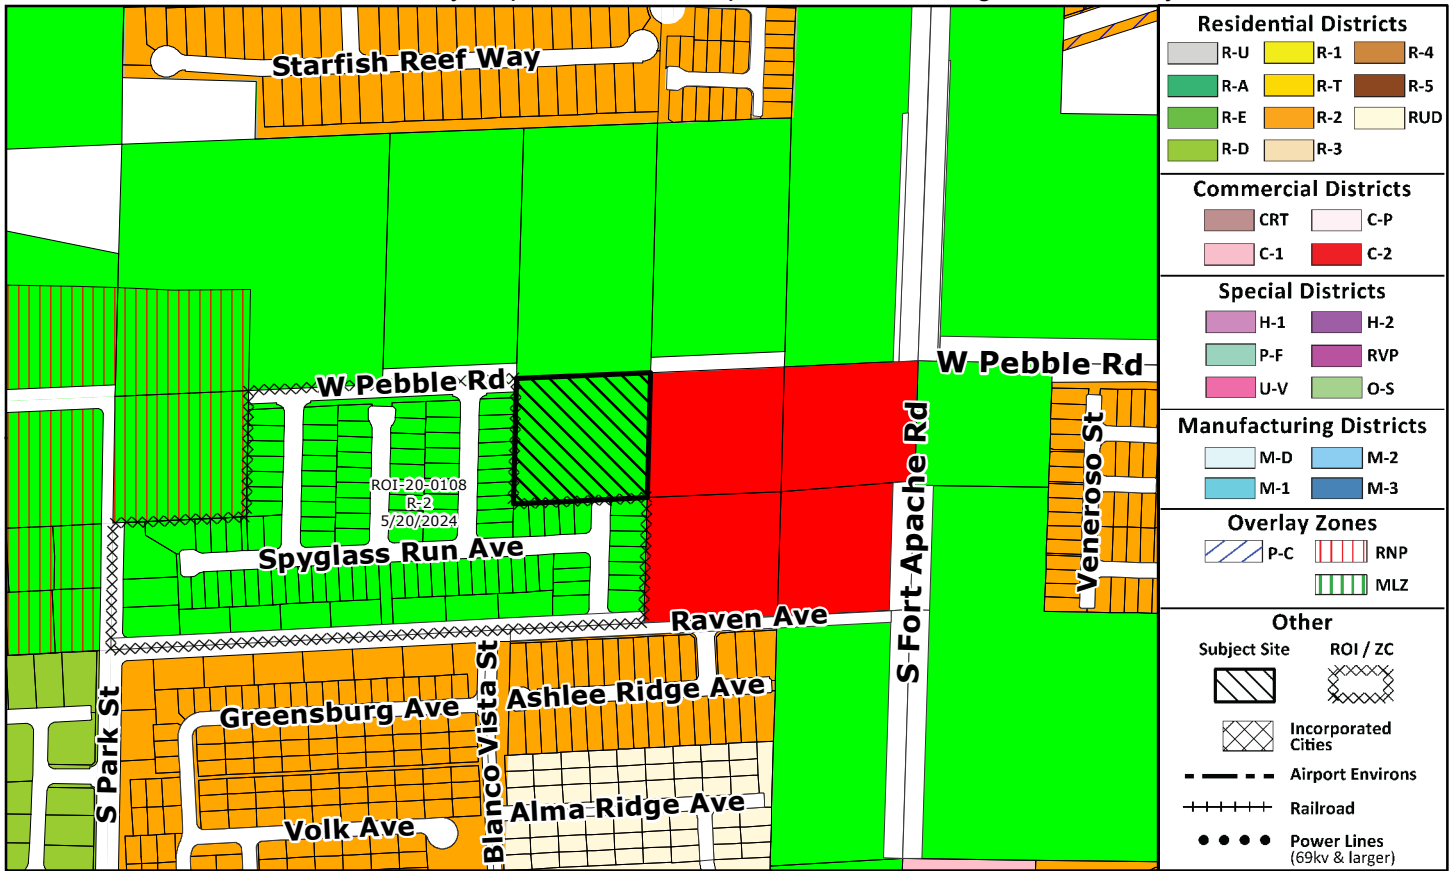 Starfish Reef Way
W Pebble Rd
W Pebble Rd
ROI-20-0108
R-2
5/20/2024
Spyglass Run Ave
Raven Ave
S Fort Apache Rd
Veneroso St
S Park St
Blanco Vista St
Greensburg Ave
Ashlee Ridge Ave
Alma Ridge Ave
Volk Ave
Residential Districts
R-U R-1 R-4
R-A R-T R-5
R-E R-2 RUD
R-D R-3
Commercial Districts
CRT C-P
C-1 C-2
Special Districts
H-1 H-2
P-F RVP
U-V O-S
Manufacturing Districts
M-D M-2
M-1 M-3
Overlay Zones
P-C RNP
MLZ
Other
Subject Site ROI / ZC
Incorporated
Cities
Airport Environs
Railroad
Power Lines
(69kv & larger)